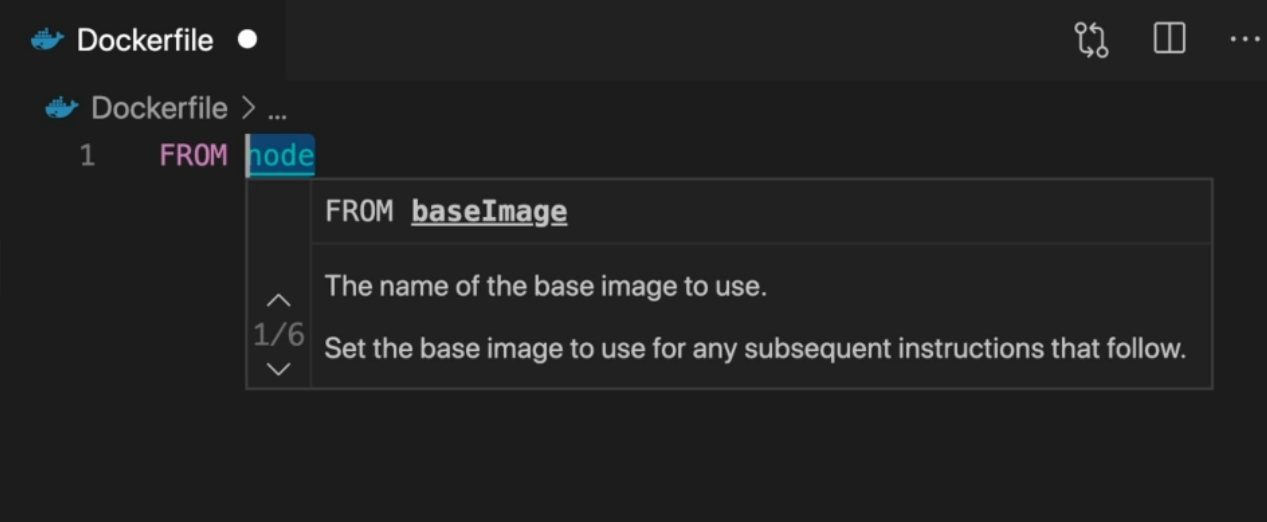 Dockerfile
Dockerfile > ...
1 FROM node
FROM baseImage
The name of the base image to use.
1/6
Set the base image to use for any subsequent instructions that follow.